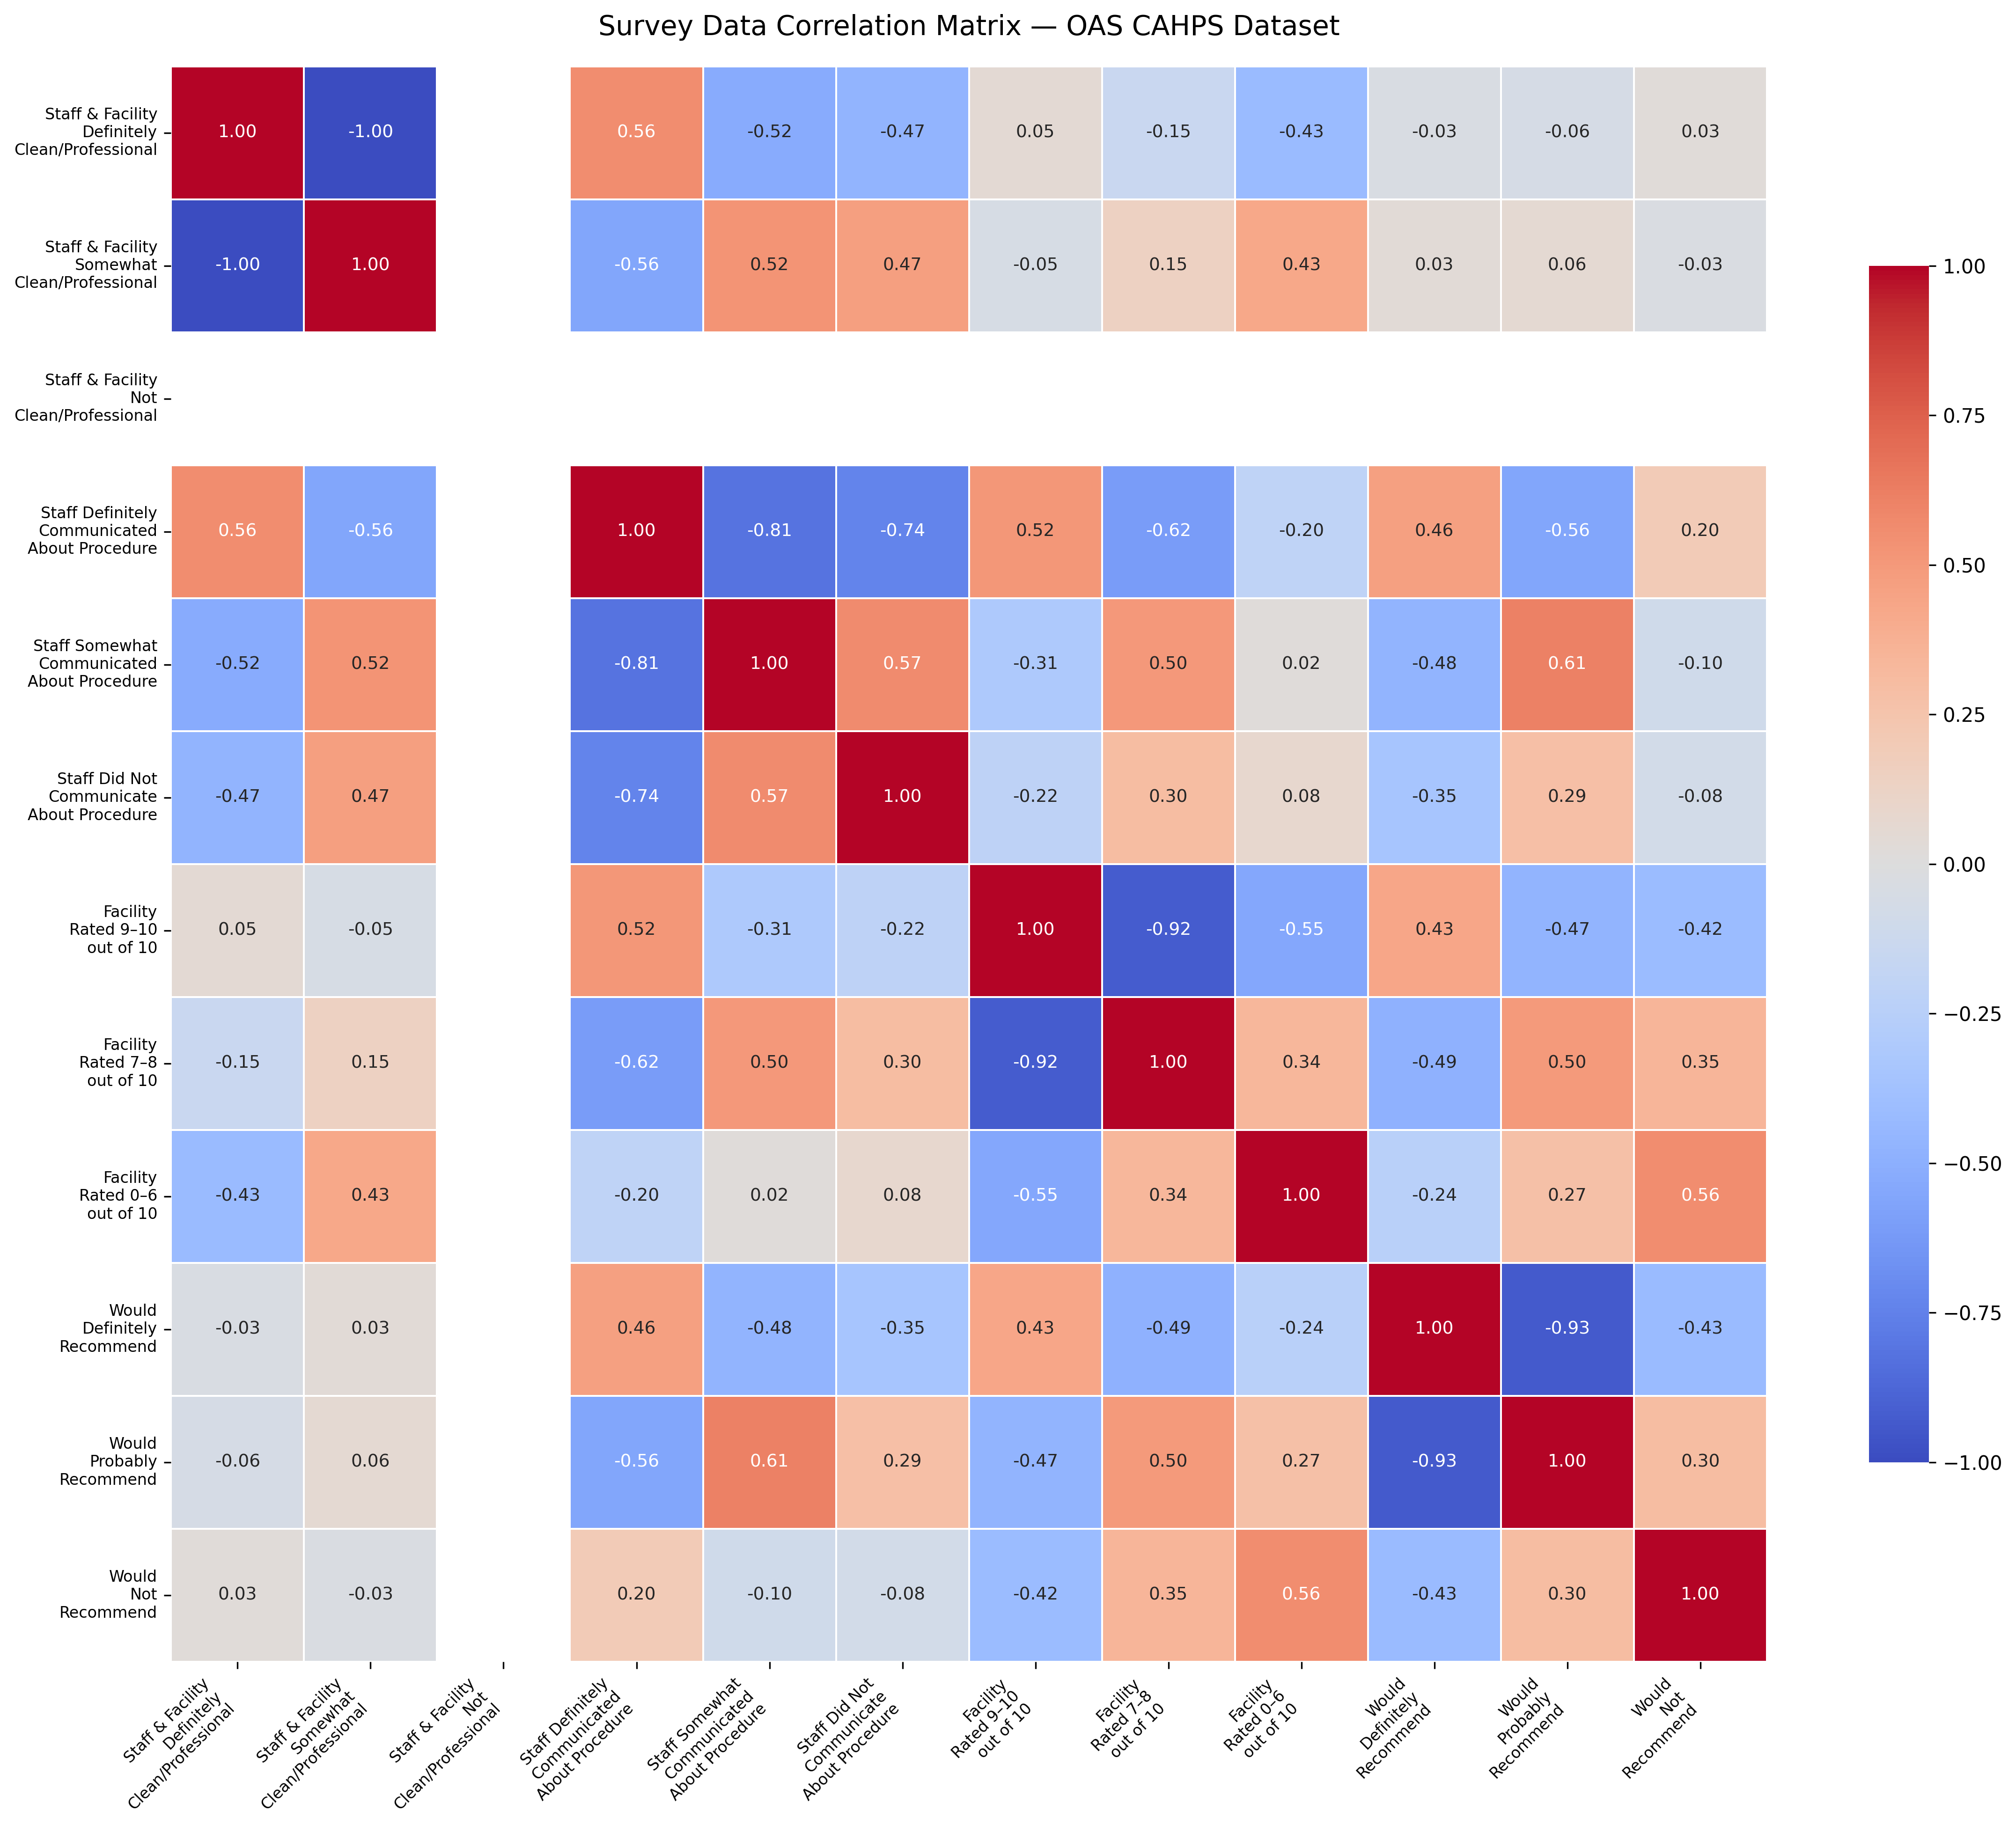 Survey Data Correlation Matrix — OAS CAHPS Dataset
Staff & Facility
Definitely
Clean/Professional
1.00 -1.00 0.56 -0.52 -0.47 0.05 -0.15 -0.43 -0.03 -0.06 0.03
Staff & Facility
Somewhat
Clean/Professional
-1.00 1.00 -0.56 0.52 0.47 -0.05 0.15 0.43 0.03 0.06 -0.03
Staff & Facility
Not
Clean/Professional
Staff Definitely
Communicated
About Procedure
0.56 -0.56 1.00 -0.81 -0.74 0.52 -0.62 -0.20 0.46 -0.56 0.20
Staff Somewhat
Communicated
About Procedure
-0.52 0.52 -0.81 1.00 0.57 -0.31 0.50 0.02 -0.48 0.61 -0.10
Staff Did Not
Communicate
About Procedure
-0.47 0.47 -0.74 0.57 1.00 -0.22 0.30 0.08 -0.35 0.29 -0.08
Facility
Rated 9–10
out of 10
0.05 -0.05 0.52 -0.31 -0.22 1.00 -0.92 -0.55 0.43 -0.47 -0.42
Facility
Rated 7–8
out of 10
-0.15 0.15 -0.62 0.50 0.30 -0.92 1.00 0.34 -0.49 0.50 0.35
Facility
Rated 0–6
out of 10
-0.43 0.43 -0.20 0.02 0.08 -0.55 0.34 1.00 -0.24 0.27 0.56
Would
Definitely
Recommend
-0.03 0.03 0.46 -0.48 -0.35 0.43 -0.49 -0.24 1.00 -0.93 -0.43
Would
Probably
Recommend
-0.06 0.06 -0.56 0.61 0.29 -0.47 0.50 0.27 -0.93 1.00 0.30
Would
Not
Recommend
0.03 -0.03 0.20 -0.10 -0.08 -0.42 0.35 0.56 -0.43 0.30 1.00
Staff & Facility
Definitely
Clean/Professional
Staff & Facility
Somewhat
Clean/Professional
Staff & Facility
Not
Clean/Professional
Staff Definitely
Communicated
About Procedure
Staff Somewhat
Communicated
About Procedure
Staff Did Not
Communicate
About Procedure
Facility
Rated 9–10
out of 10
Facility
Rated 7–8
out of 10
Facility
Rated 0–6
out of 10
Would
Definitely
Recommend
Would
Probably
Recommend
Would
Not
Recommend
1.00
0.75
0.50
0.25
0.00
−0.25
−0.50
−0.75
−1.00